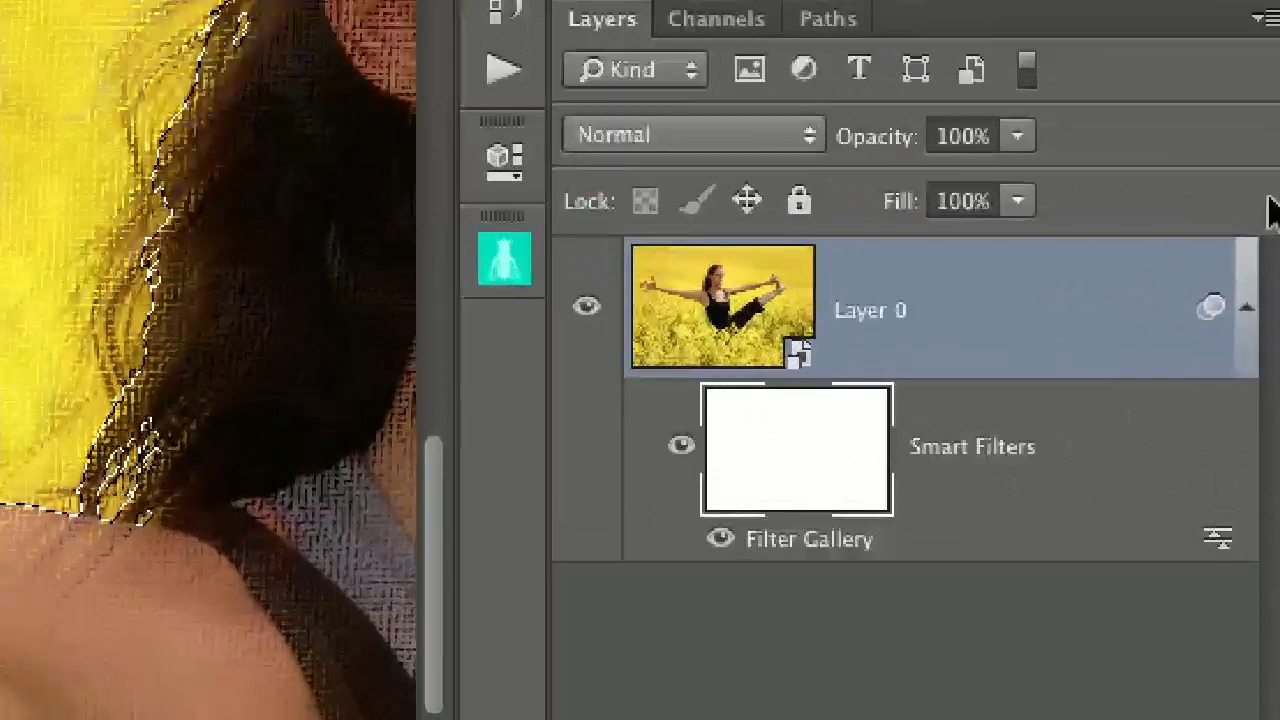 Layers Channels Paths
Kind
Normal Opacity: 100%
Lock: Fill: 100%
Layer 0
Smart Filters
Filter Gallery